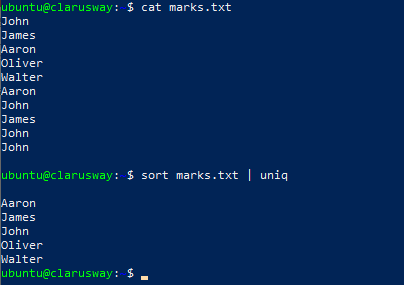 ubuntu@clarusway: $ cat marks.txt
John
James
Aaron
Oliver
Walter
Aaron
John
James
John
John
ubuntu@clarusway: $ sort marks.txt | uniq
Aaron
James
John
Oliver
Walter
ubuntu@clarusway: $